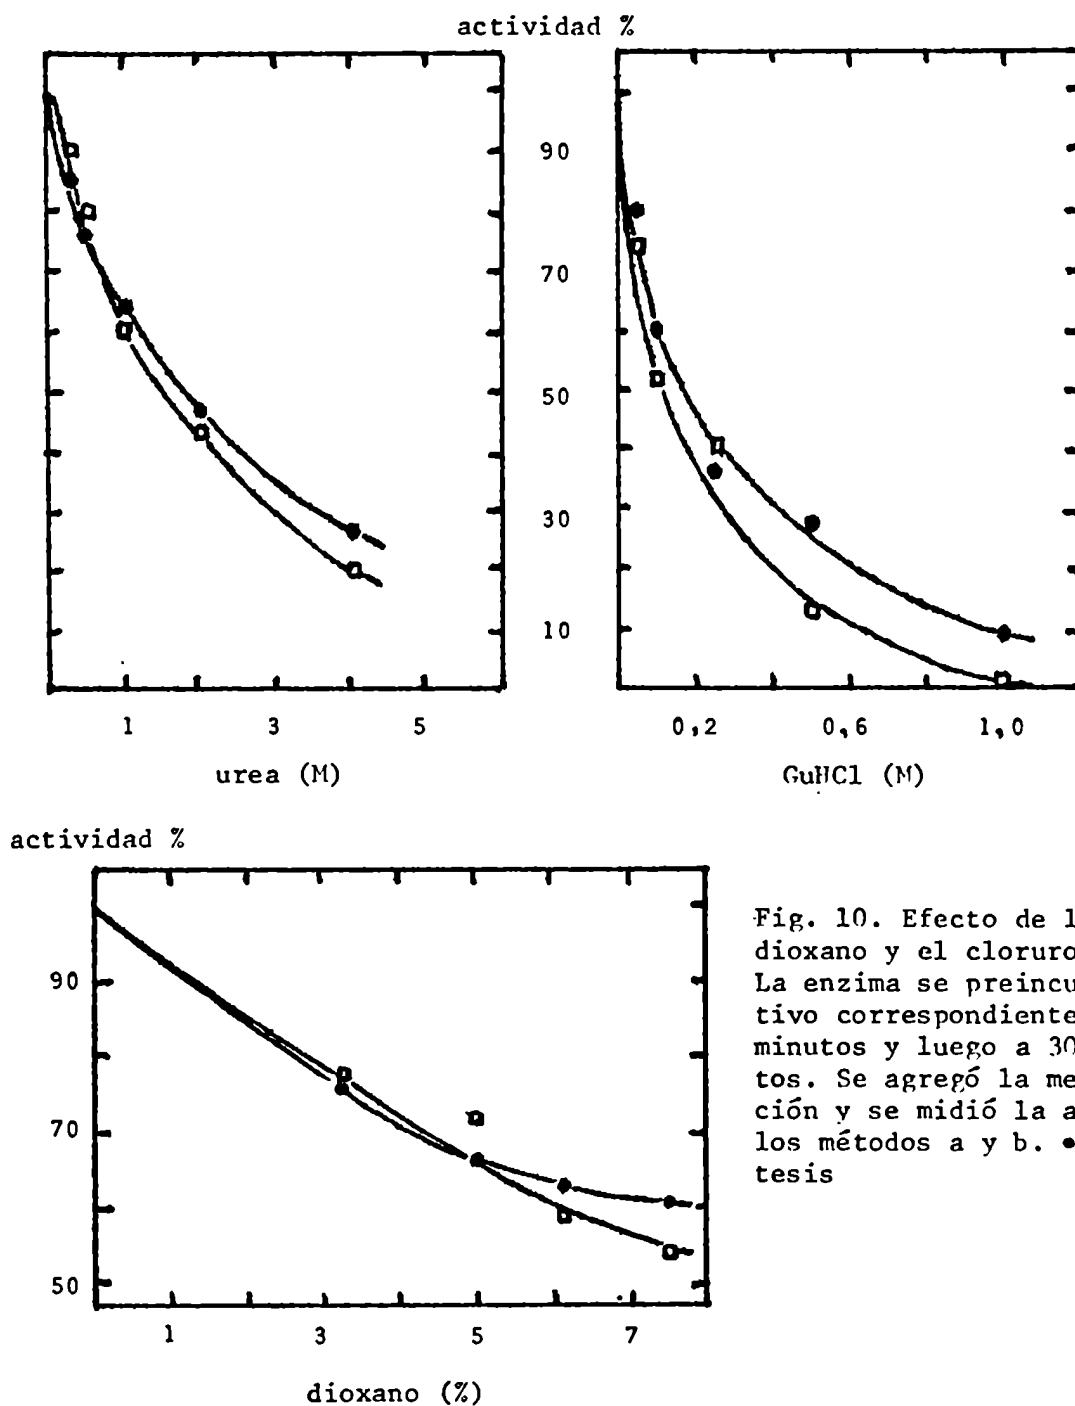 actividad %
90
70
50
30
10
1 3 5
urea (M)
0,2 0,6 1,0
GuHCl (M)
actividad %
90
70
50
1 3 5 7
dioxano (%)
Fig. 10. Efecto de l
dioxano y el cloruro
La enzima se preincu
tivo correspondiente
minutos y luego a 30
tos. Se agregó la me
ción y se midió la a
los métodos a y b. •
tesis